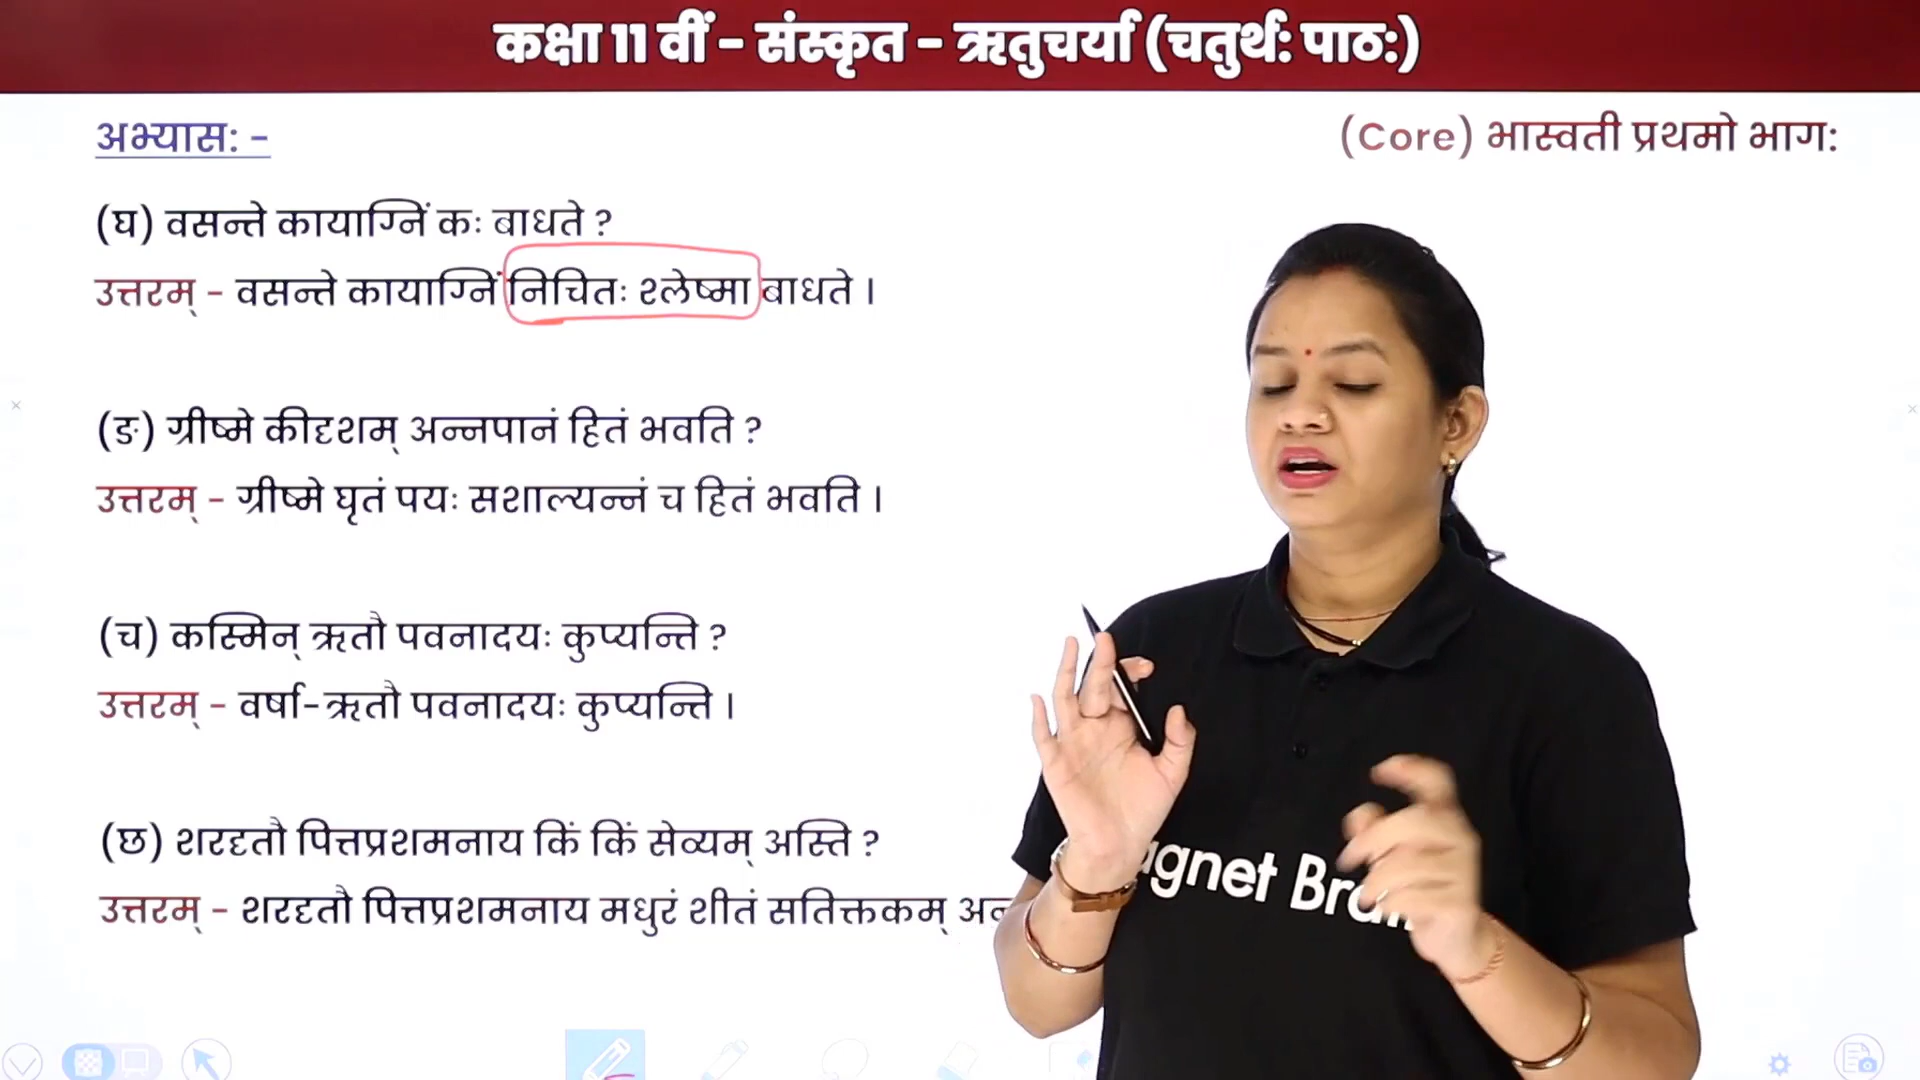 कक्षा 11 वीं - संस्कृत - ऋतुचर्या (चतुर्थ: पाठ:)
अभ्यास: -
(Core) भास्वती प्रथमो भाग:
(घ) वसन्ते कायाग्निं कः बाधते ?
उत्तरम् - वसन्ते कायाग्निं निचितः श्लेष्मा बाधते ।
(ङ) ग्रीष्मे कीदृशम् अन्नपानं हितं भवति ?
उत्तरम् - ग्रीष्मे घृतं पयः सशाल्यन्नं च हितं भवति ।
(च) कस्मिन् ऋतौ पवनादयः कुप्यन्ति ?
उत्तरम् - वर्षा-ऋतौ पवनादयः कुप्यन्ति ।
(छ) शरदृतौ पित्तप्रशमनाय किं किं सेव्यम् अस्ति ?
उत्तरम् - शरदृतौ पित्तप्रशमनाय मधुरं शीतं सतिक्तकम्